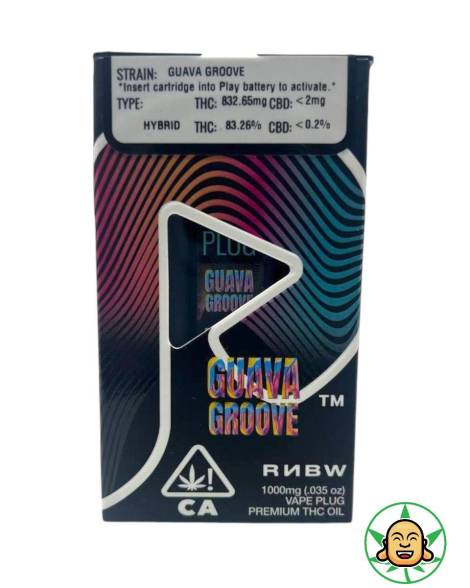 STRAIN: GUAVA GROOVE
*Insert cartridge into Play battery to activate.*
TYPE: THC: 832.65mg CBD: <2mg
HYBRID THC: 83.26% CBD: <0.2%
PLUG
GUAVA
GROOVE
GUAVA
GROOVE
TM
RИBW
1000mg (.035 oz)
VAPE PLUG
PREMIUM THC OIL
!
CA